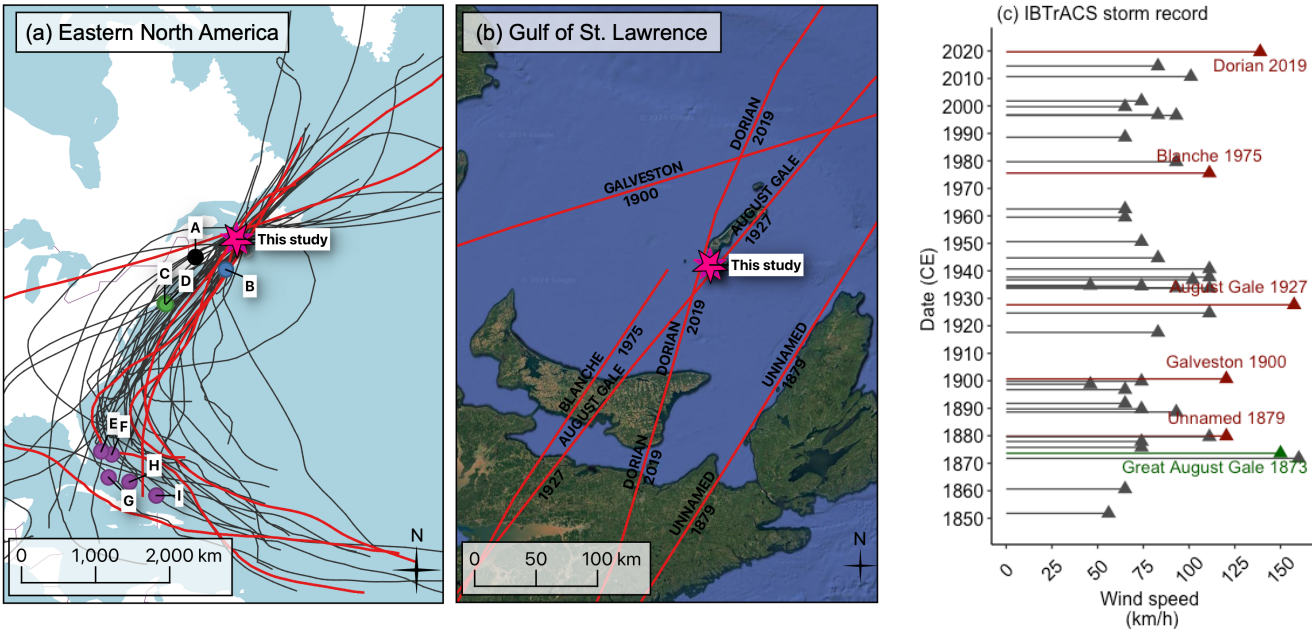 (a) Eastern North America
A
This study
C
D
B
E
F
H
G
I
N
0
1,000
2,000 km
(b) Gulf of St. Lawrence
DORIAN
2019
GALVESTON
1900
AUGUST GALE
1927
This study
DORIAN
2019
BLANCHE
1975
AUGUST GALE
1927
UNNAMED
1879
DORIAN
2019
UNNAMED
1879
N
0
50
100 km
(c) IBTrACS storm record
Date (CE)
2020
2010
2000
1990
1980
1970
1960
1950
1940
1930
1920
1910
1900
1890
1880
1870
1860
1850
Dorian 2019
Blanche 1975
August Gale 1927
Galveston 1900
Unnamed 1879
Great August Gale 1873
0
25
50
75
100
125
150
Wind speed
(km/h)